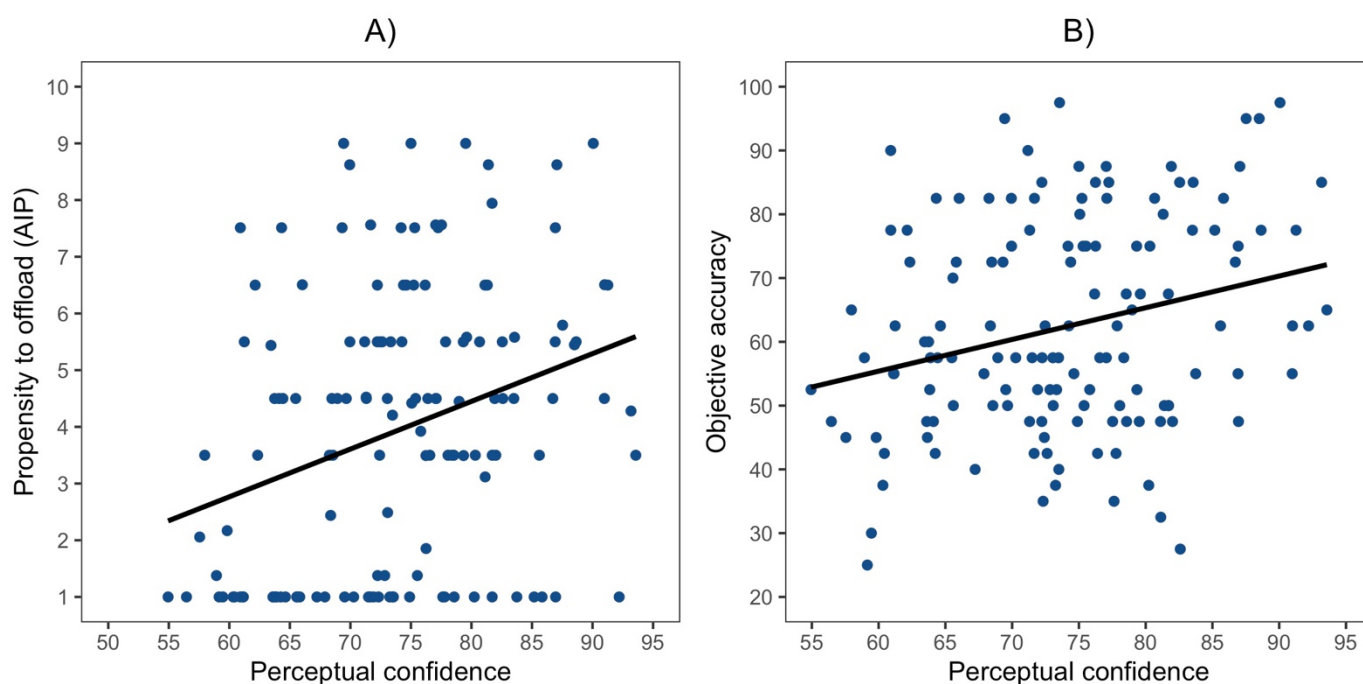 A)
Propensity to offload (AIP)
10
9
8
7
6
5
4
3
2
1
50 55 60 65 70 75 80 85 90 95
Perceptual confidence
B)
Objective accuracy
100
90
80
70
60
50
40
30
20
55 60 65 70 75 80 85 90 95
Perceptual confidence